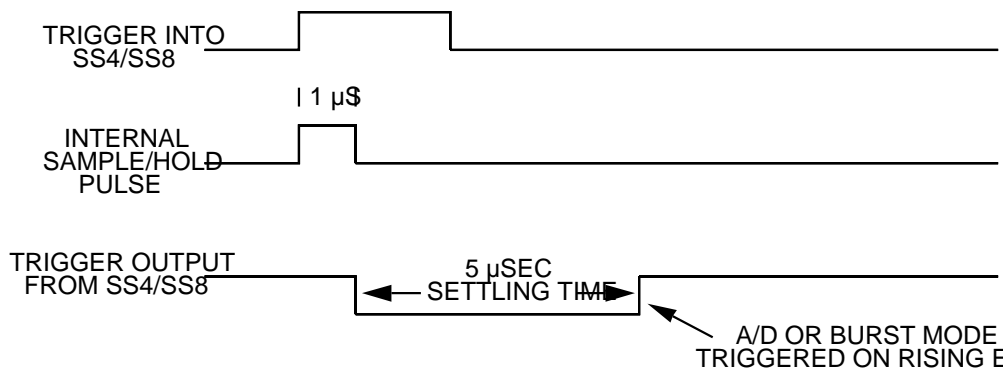 TRIGGER INTO
SS4/SS8
1 µS
INTERNAL
SAMPLE/HOLD
PULSE
TRIGGER OUTPUT
FROM SS4/SS8
5 µSEC
SETTLING TIME
A/D OR BURST MODE
TRIGGERED ON RISING E